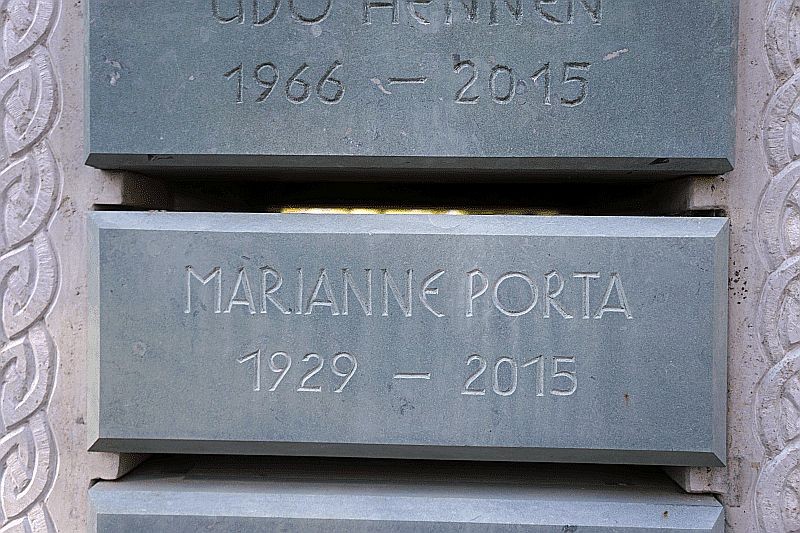 UDO HENNEN
1966 – 2015
MARIANNE PORTA
1929 – 2015